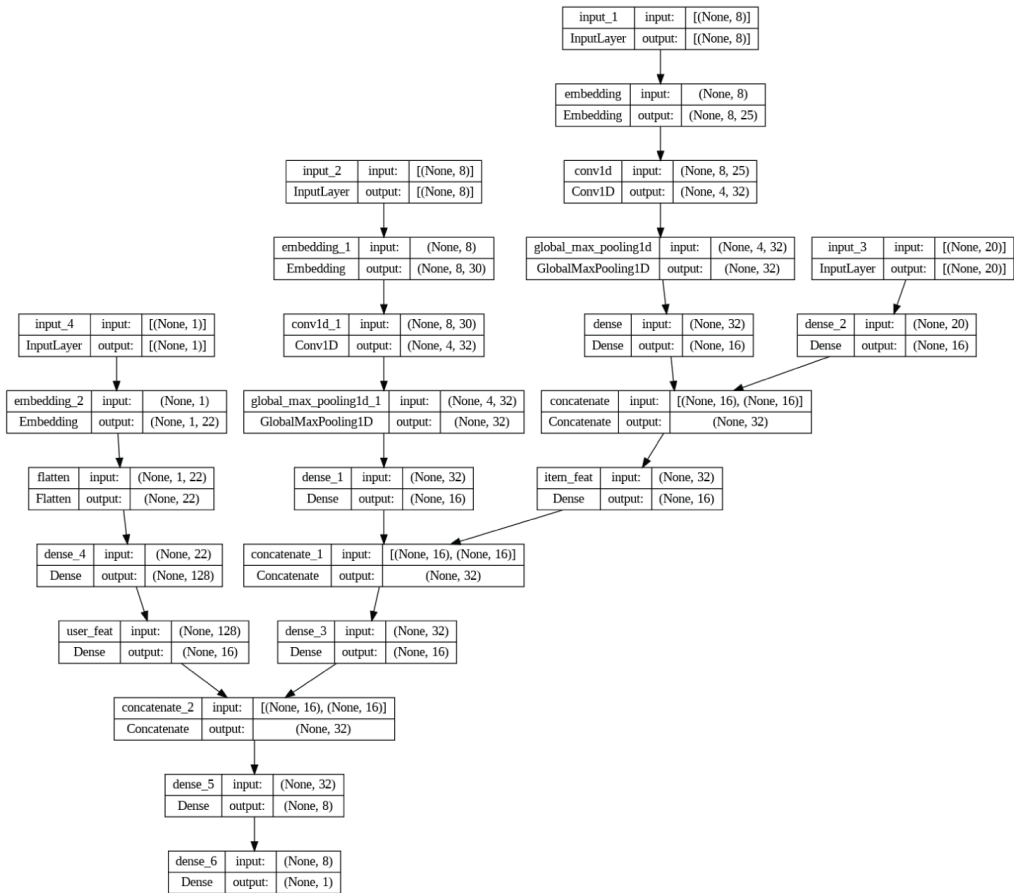 input_1 input: [(None, 8)]
InputLayer output: [(None, 8)]
embedding input: (None, 8)
Embedding output: (None, 8, 25)
input_2 input: [(None, 8)]
InputLayer output: [(None, 8)]
conv1d input: (None, 8, 25)
Conv1D output: (None, 4, 32)
embedding_1 input: (None, 8)
Embedding output: (None, 8, 30)
global_max_pooling1d input: (None, 4, 32)
GlobalMaxPooling1D output: (None, 32)
input_3 input: [(None, 20)]
InputLayer output: [(None, 20)]
input_4 input: [(None, 1)]
InputLayer output: [(None, 1)]
conv1d_1 input: (None, 8, 30)
Conv1D output: (None, 4, 32)
dense input: (None, 32)
Dense output: (None, 16)
dense_2 input: (None, 20)
Dense output: (None, 16)
embedding_2 input: (None, 1)
Embedding output: (None, 1, 22)
global_max_pooling1d_1 input: (None, 4, 32)
GlobalMaxPooling1D output: (None, 32)
concatenate input: [(None, 16), (None, 16)]
Concatenate output: (None, 32)
flatten input: (None, 1, 22)
Flatten output: (None, 22)
dense_1 input: (None, 32)
Dense output: (None, 16)
item_feat input: (None, 32)
Dense output: (None, 16)
dense_4 input: (None, 22)
Dense output: (None, 128)
concatenate_1 input: [(None, 16), (None, 16)]
Concatenate output: (None, 32)
user_feat input: (None, 128)
Dense output: (None, 16)
dense_3 input: (None, 32)
Dense output: (None, 16)
concatenate_2 input: [(None, 16), (None, 16)]
Concatenate output: (None, 32)
dense_5 input: (None, 32)
Dense output: (None, 8)
dense_6 input: (None, 8)
Dense output: (None, 1)